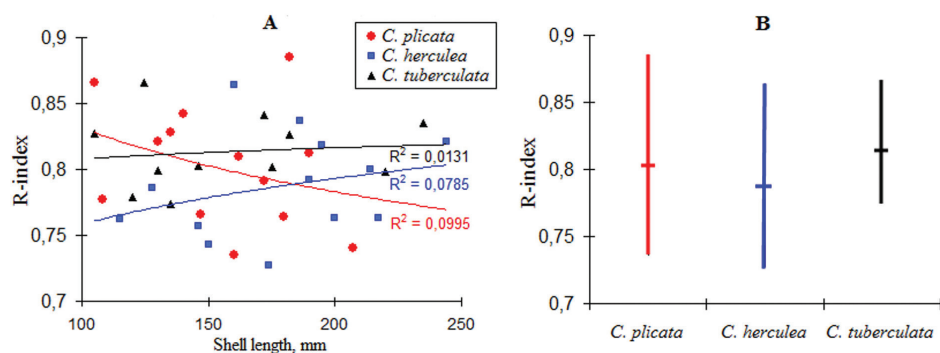 A
R-index
0,9
0,85
0,8
0,75
0,7
C. plicata
C. herculea
C. tuberculata
R² = 0,0131
R² = 0,0785
R² = 0,0995
100
150
200
250
Shell length, mm
B
R-index
0,9
0,85
0,8
0,75
0,7
C. plicata
C. herculea
C. tuberculata